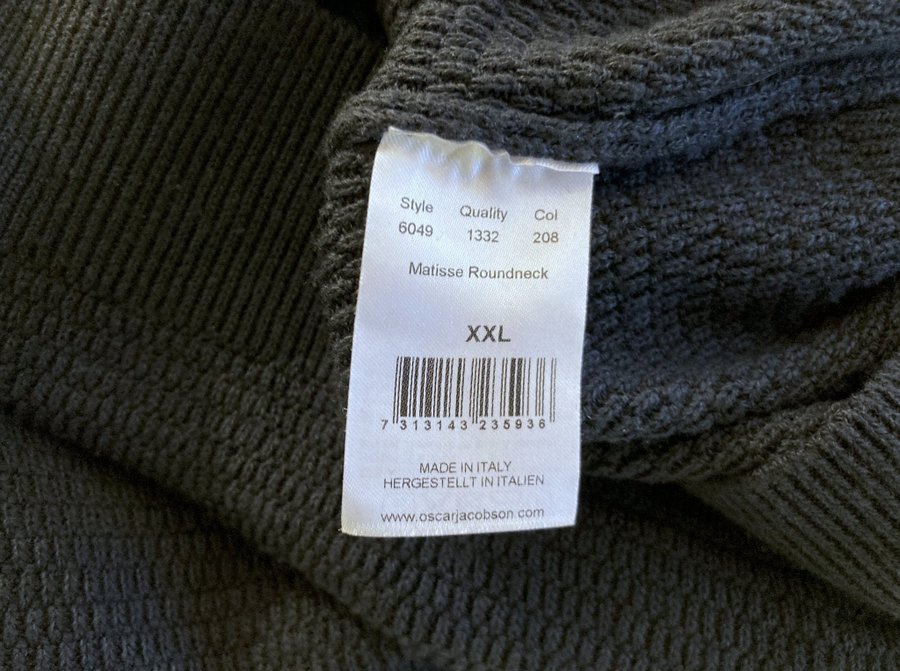 Style Quality Col
6049 1332 208
Matisse Roundneck
XXL
7 313143 235936
MADE IN ITALY
HERGESTELLT IN ITALIEN
www.oscarjacobson.com